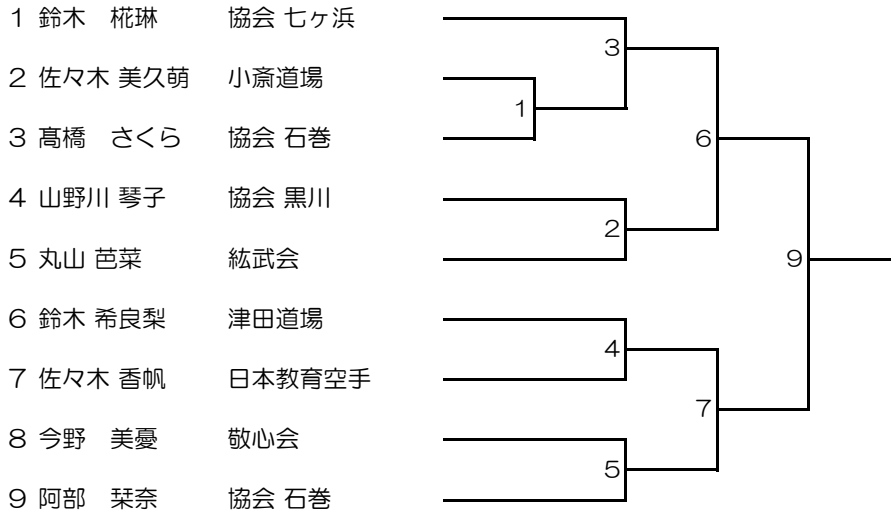 1 鈴木 椛琳 協会 七ヶ浜
3
2 佐々木 美久萌 小斎道場
1
3 髙橋 さくら 協会 石巻
6
4 山野川 琴子 協会 黒川
2
5 丸山 芭菜 紘武会
9
6 鈴木 希良梨 津田道場
4
7 佐々木 香帆 日本教育空手
7
8 今野 美憂 敬心会
5
9 阿部 栞奈 協会 石巻